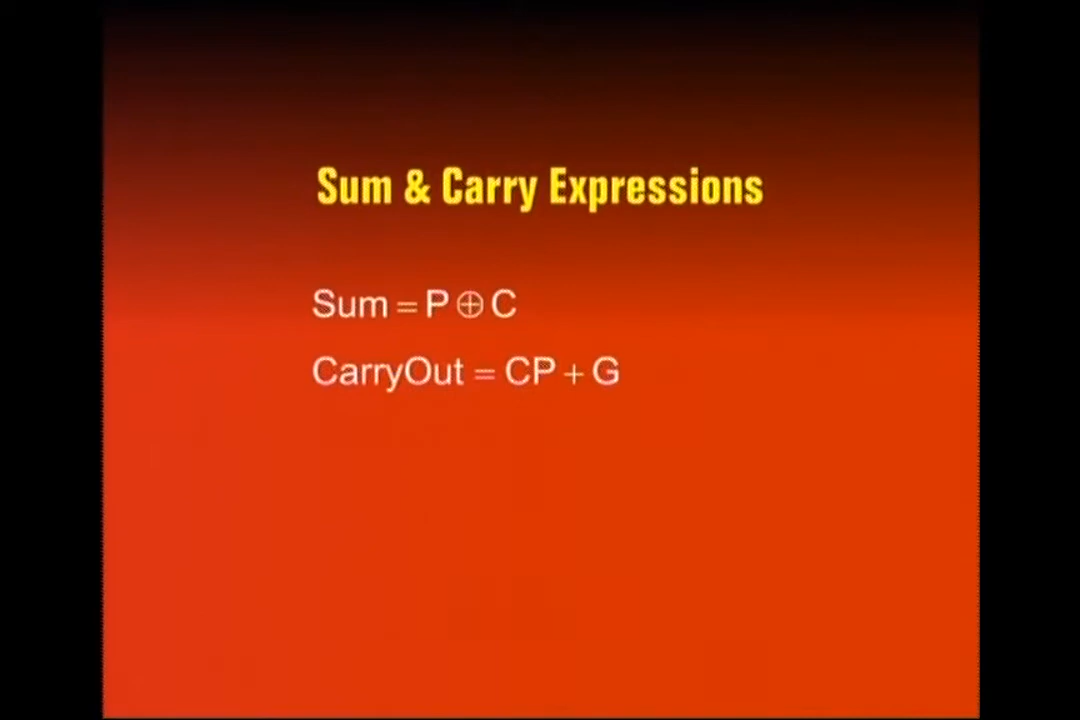 Sum & Carry Expressions
Sum = P ⊕ C
CarryOut = CP + G